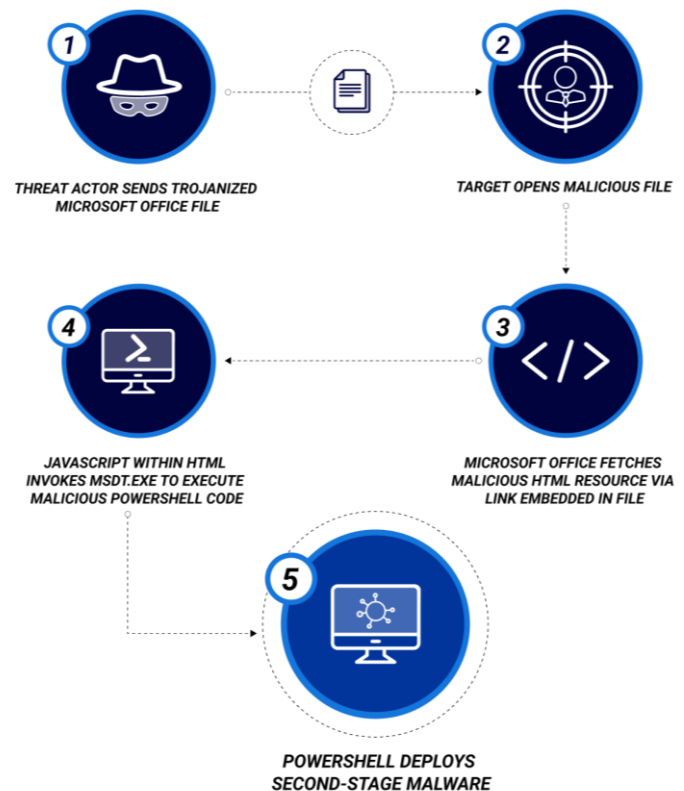 1
THREAT ACTOR SENDS TROJANIZED
MICROSOFT OFFICE FILE
2
TARGET OPENS MALICIOUS FILE
3
MICROSOFT OFFICE FETCHES
MALICIOUS HTML RESOURCE VIA
LINK EMBEDDED IN FILE
4
JAVASCRIPT WITHIN HTML
INVOKES MSDT.EXE TO EXECUTE
MALICIOUS POWERSHELL CODE
5
POWERSHELL DEPLOYS
SECOND-STAGE MALWARE